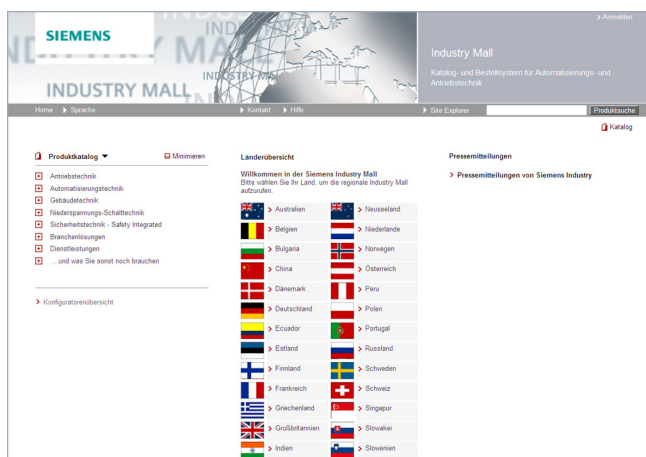 SIEMENS
INDUSTRY MALL
> Anmelden
Industry Mall
Katalog- und Bestellsystem für Automatisierungs- und
Antriebstechnik
Home Sprache Kontakt Hilfe Site Explorer Produktsuche
Katalog
Produktkatalog Minimieren
Antriebstechnik
Automatisierungstechnik
Gebäudetechnik
Niederspannungs-Schalttechnik
Sicherheitstechnik - Safety Integrated
Branchenlösungen
Dienstleistungen
... und was Sie sonst noch brauchen
> Konfiguratorenübersicht
Länderübersicht
Willkommen in der Siemens Industry Mall
Bitte wählen Sie Ihr Land, um die regionale Industry Mall
aufzurufen.
> Australien > Neuseeland
> Belgien > Niederlande
> Bulgaria > Norwegen
> China > Österreich
> Dänemark > Peru
> Deutschland > Polen
> Ecuador > Portugal
> Estland > Russland
> Finnland > Schweden
> Frankreich > Schweiz
> Griechenland > Singapur
> Großbritannien > Slowakei
> Indien > Slowenien
Pressemitteilungen
> Pressemitteilungen von Siemens Industry